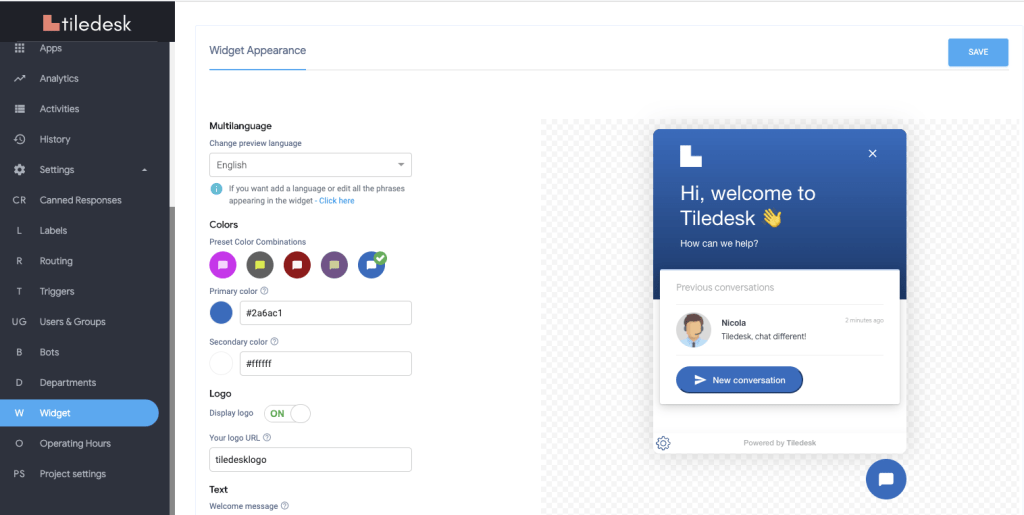 tiledesk
Apps
Analytics
Activities
History
Settings
CR Canned Responses
L Labels
R Routing
T Triggers
UG Users & Groups
B Bots
D Departments
W Widget
O Operating Hours
PS Project settings
Widget Appearance
SAVE
Multilanguage
Change preview language
English
If you want add a language or edit all the phrases
appearing in the widget - Click here
Colors
Preset Color Combinations
Primary color
#2a6ac1
Secondary color
#ffffff
Logo
Display logo ON
Your logo URL
tiledesklogo
Text
Welcome message
Hi, welcome to
Tiledesk 👋
How can we help?
Previous conversations
Nicola 2 minutes ago
Tiledesk, chat different!
New conversation
Powered by Tiledesk